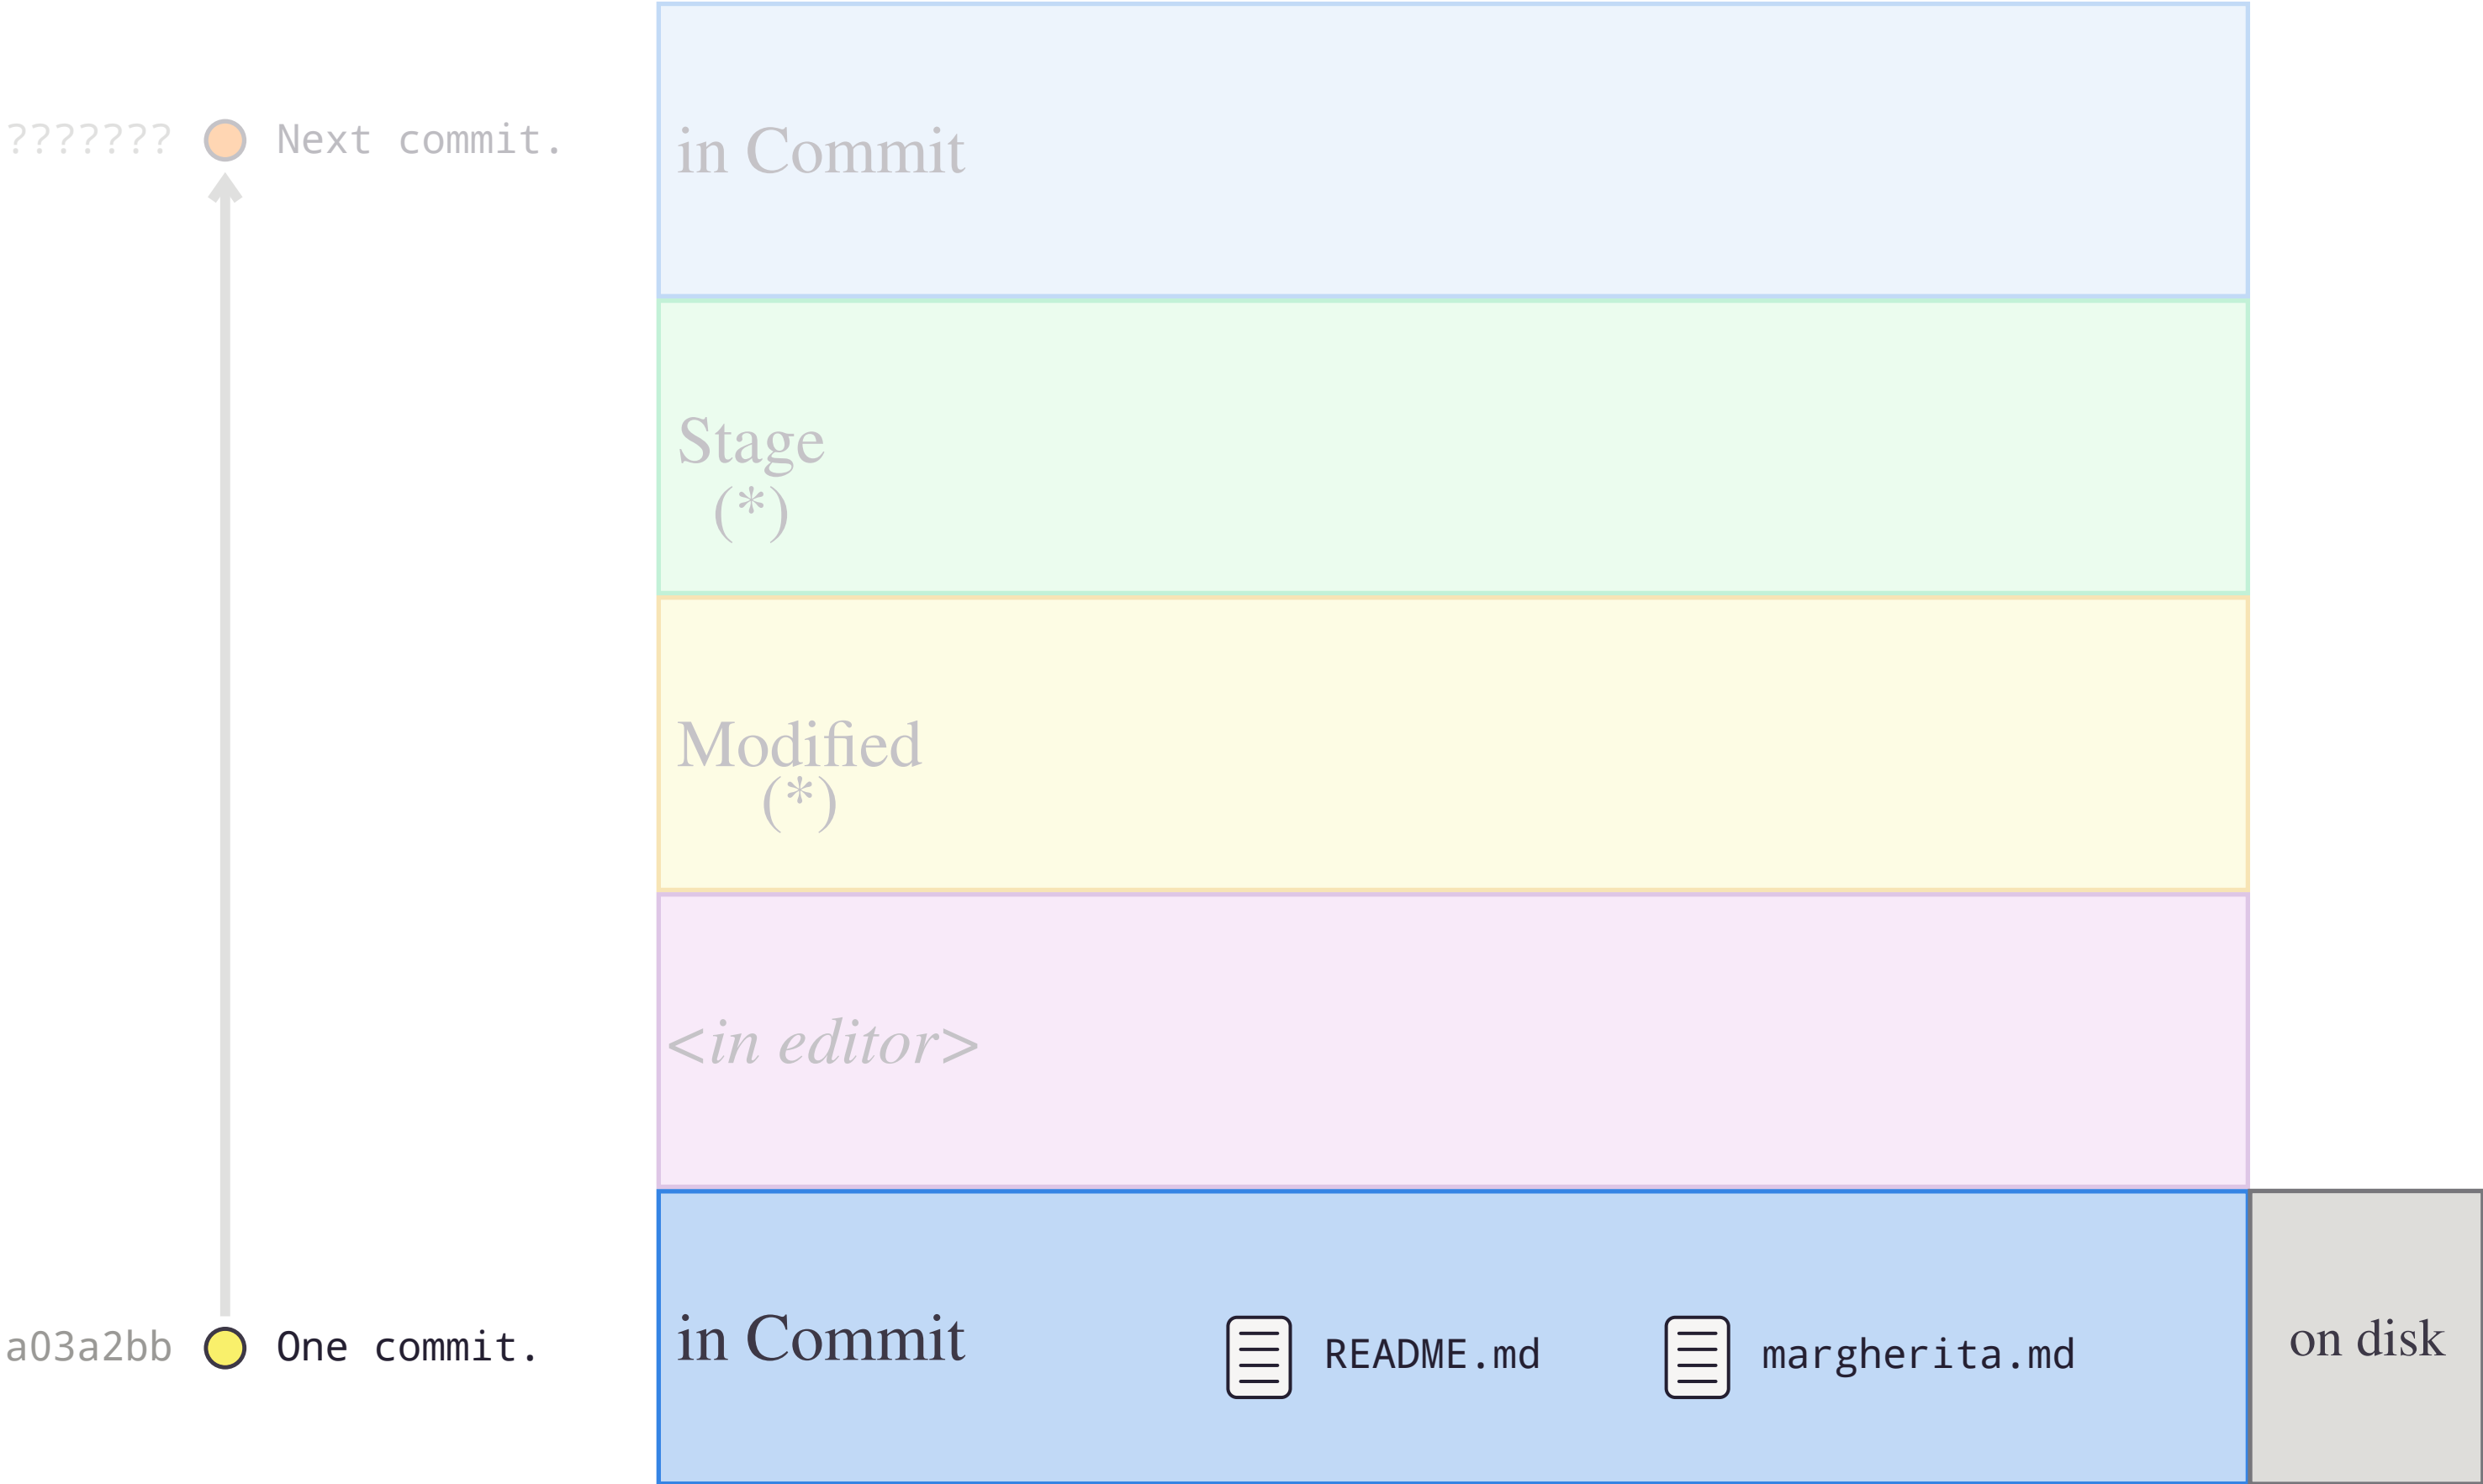 ??????? Next commit. in Commit
Stage
(*)
Modified
(*)
<in editor>
a03a2bb One commit. in Commit README.md margherita.md on disk